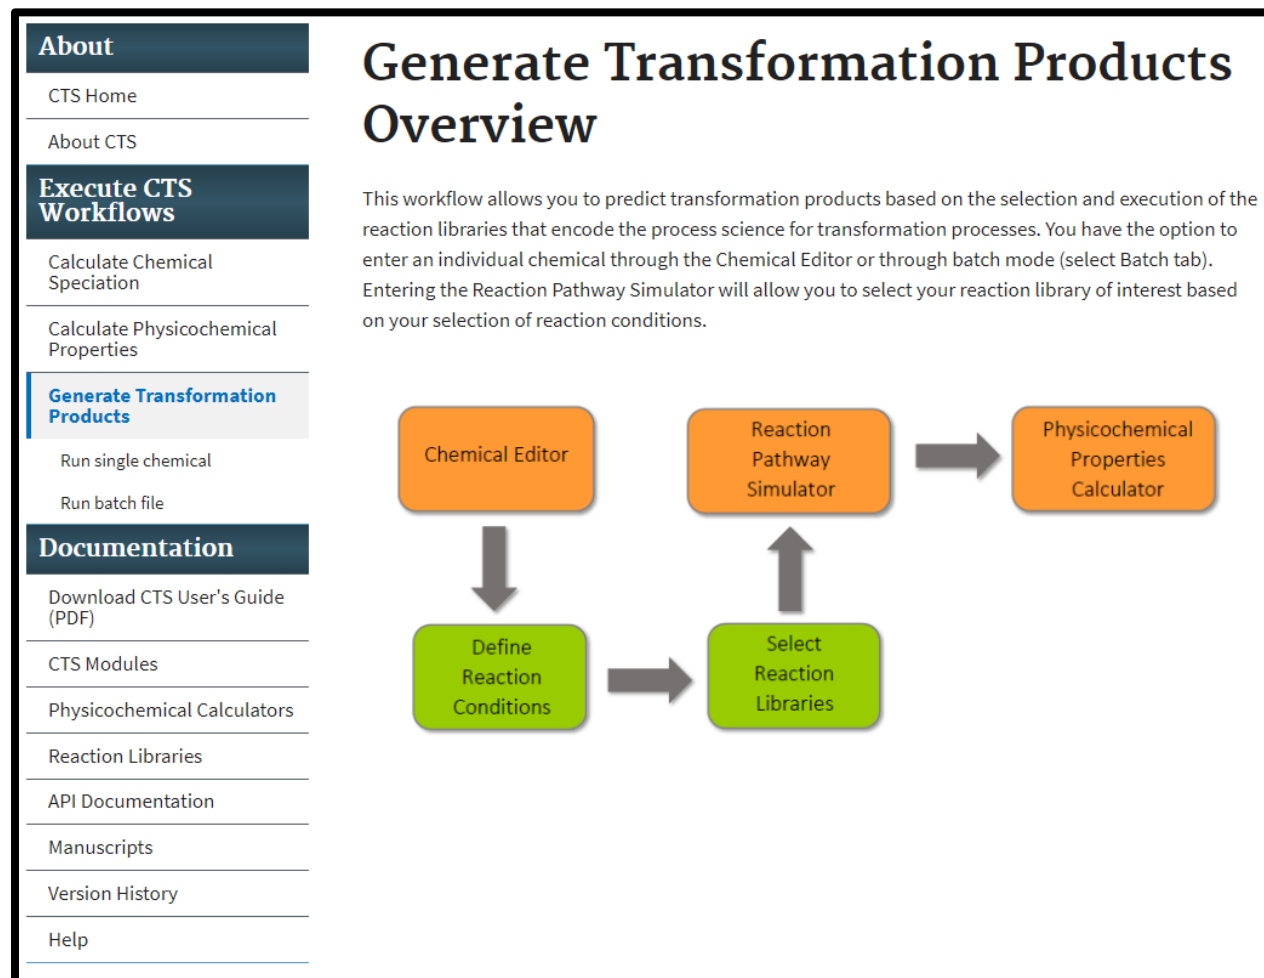 About
CTS Home
About CTS
Execute CTS
Workflows
Calculate Chemical
Speciation
Calculate Physicochemical
Properties
Generate Transformation
Products
Run single chemical
Run batch file
Documentation
Download CTS User's Guide
(PDF)
CTS Modules
Physicochemical Calculators
Reaction Libraries
API Documentation
Manuscripts
Version History
Help
Generate Transformation Products
Overview
This workflow allows you to predict transformation products based on the selection and execution of the
reaction libraries that encode the process science for transformation processes. You have the option to
enter an individual chemical through the Chemical Editor or through batch mode (select Batch tab).
Entering the Reaction Pathway Simulator will allow you to select your reaction library of interest based
on your selection of reaction conditions.
Chemical Editor
Define
Reaction
Conditions
Select
Reaction
Libraries
Reaction
Pathway
Simulator
Physicochemical
Properties
Calculator